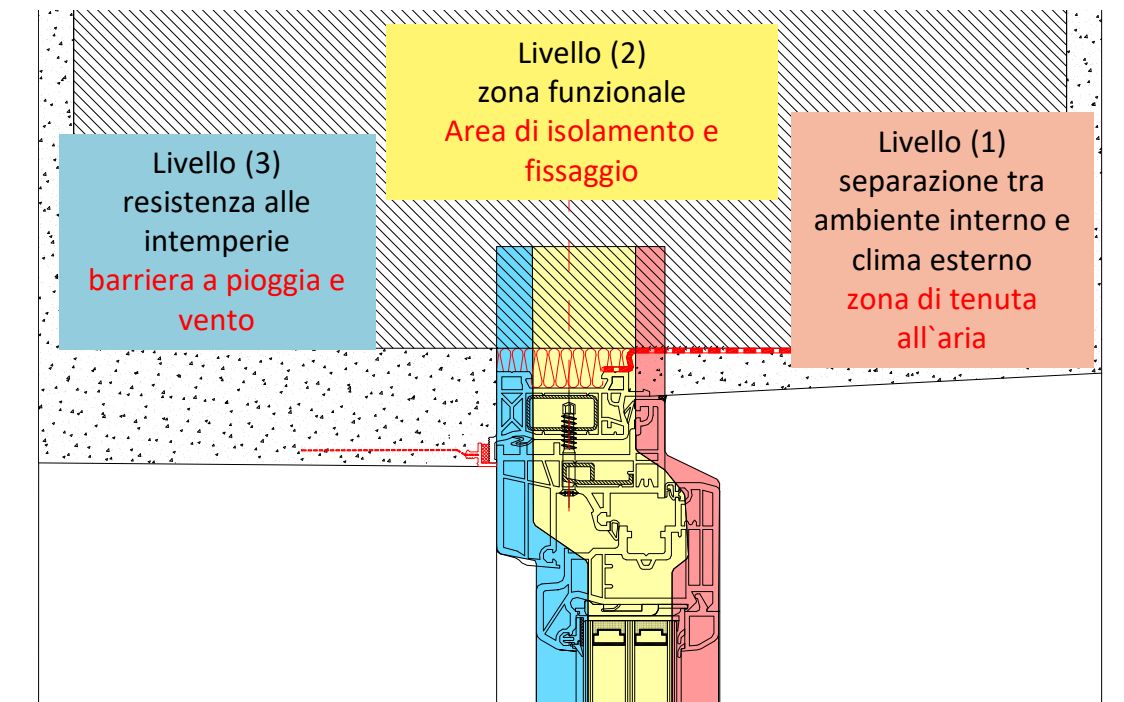 Livello (3)
resistenza alle
intemperie
barriera a pioggia e
vento
Livello (2)
zona funzionale
Area di isolamento e
fissaggio
Livello (1)
separazione tra
ambiente interno e
clima esterno
zona di tenuta
all`aria